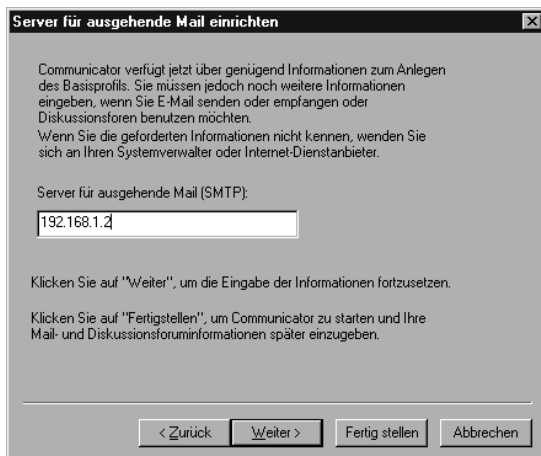 Server für ausgehende Mail einrichten
Communicator verfügt jetzt über genügend Informationen zum Anlegen
des Basisprofils. Sie müssen jedoch noch weitere Informationen
eingeben, wenn Sie E-Mail senden oder empfangen oder
Diskussionsforen benutzen möchten.
Wenn Sie die geforderten Informationen nicht kennen, wenden Sie
sich an Ihren Systemverwalter oder Internet-Dienstanbieter.
Server für ausgehende Mail (SMTP):
192.168.1.2
Klicken Sie auf "Weiter", um die Eingabe der Informationen fortzusetzen.
Klicken Sie auf "Fertigstellen", um Communicator zu starten und Ihre
Mail- und Diskussionsforuminformationen später einzugeben.
< Zurück Weiter > Fertig stellen Abbrechen